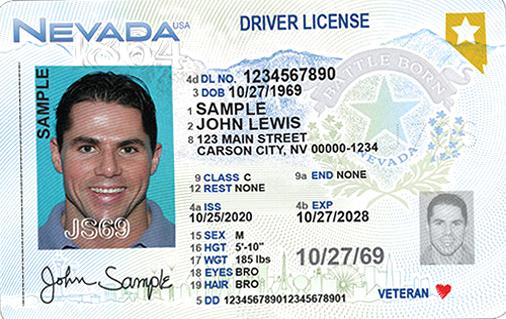 NEVADA USA DRIVER LICENSE
SAMPLE
4d DL NO. 1234567890
3 DOB 10/27/1969
1 SAMPLE
2 JOHN LEWIS
8 123 MAIN STREET
CARSON CITY, NV 00000-1234
9 CLASS C 9a END NONE
12 REST NONE
4a ISS 4b EXP
10/25/2020 10/27/2028
15 SEX M
16 HGT 5'-10"
17 WGT 185 lbs
18 EYES BRO
19 HAIR BRO
5 DD 12345678901234578901
10/27/69
VETERAN
JS69
John Sample
BATTLE BORN
NEVADA